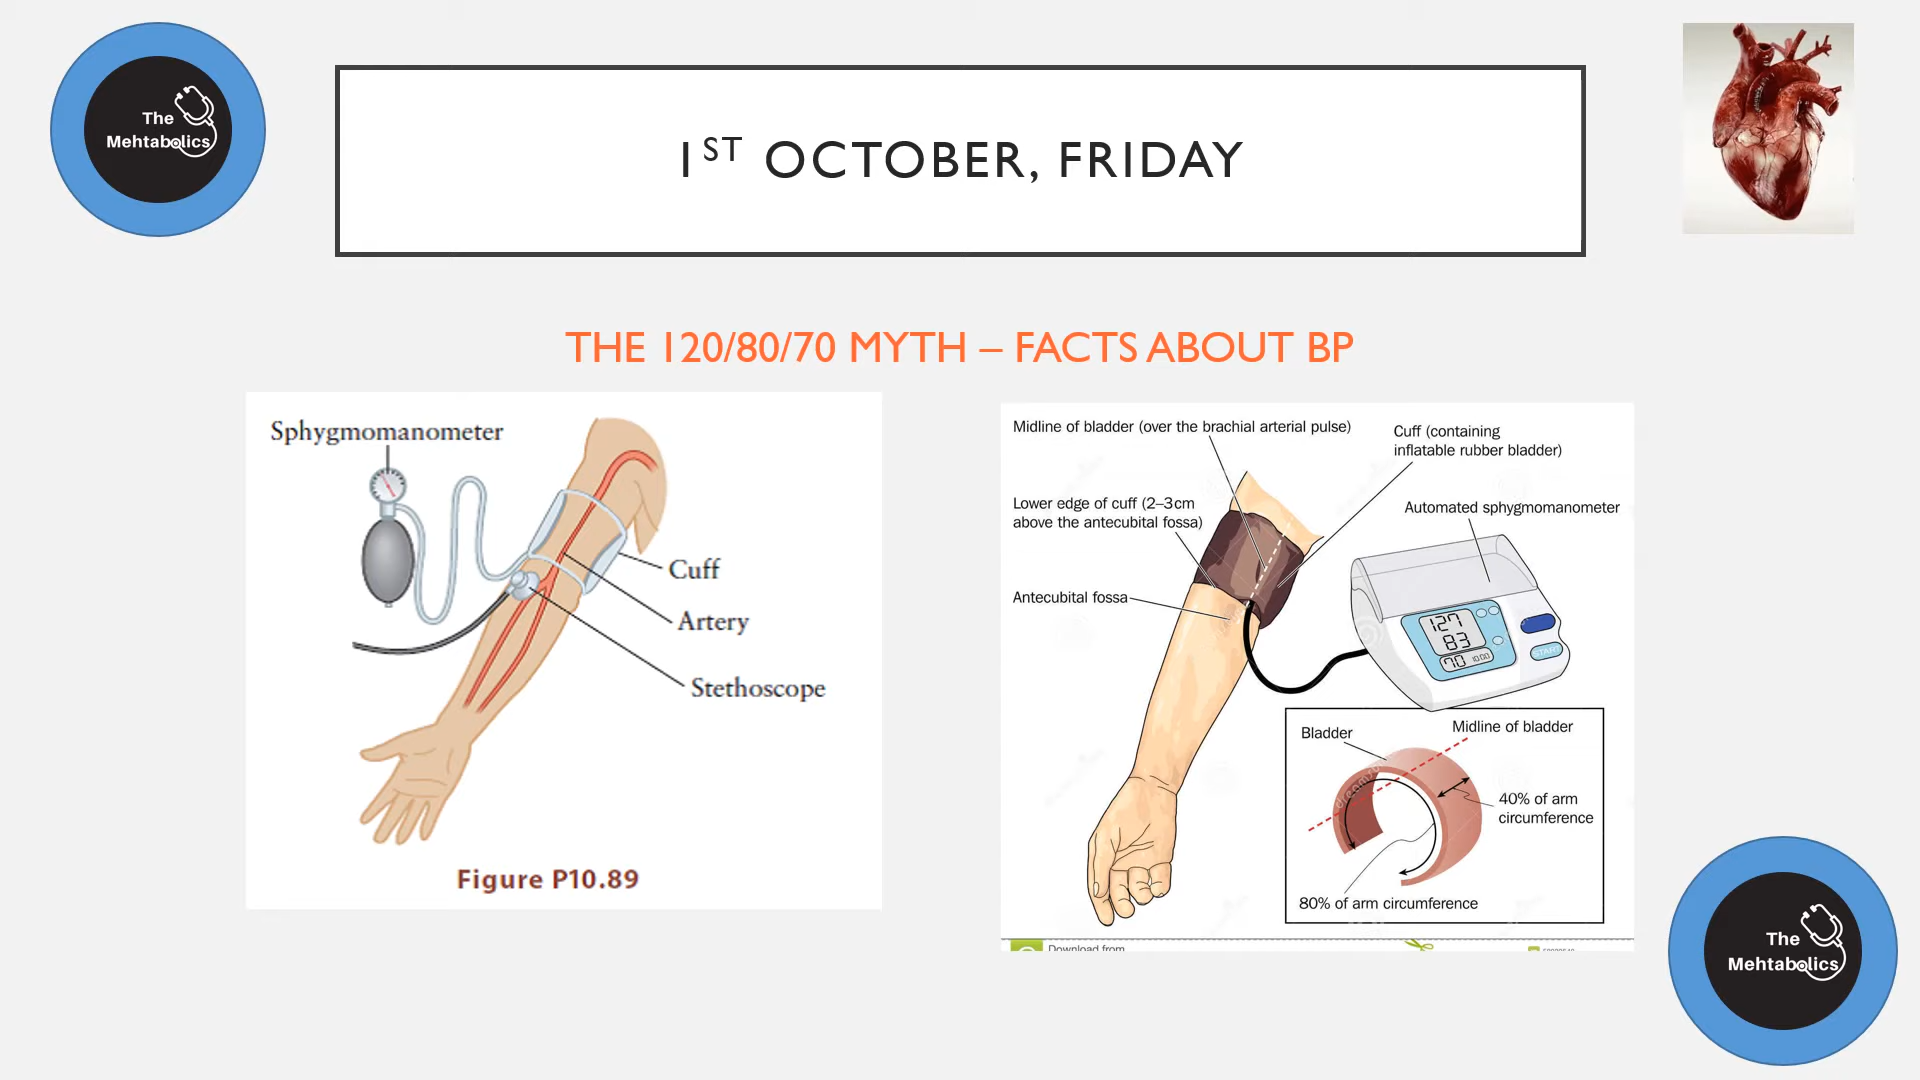 The
Mehtabolics
1ST OCTOBER, FRIDAY
THE 120/80/70 MYTH – FACTS ABOUT BP
Sphygmomanometer
Cuff
Artery
Stethoscope
Figure P10.89
Midline of bladder (over the brachial arterial pulse)
Cuff (containing
inflatable rubber bladder)
Lower edge of cuff (2–3cm
above the antecubital fossa)
Automated sphygmomanometer
Antecubital fossa
127
83
70 10:00
START
Bladder
Midline of bladder
40% of arm
circumference
80% of arm circumference
Download from
The
Mehtabolics